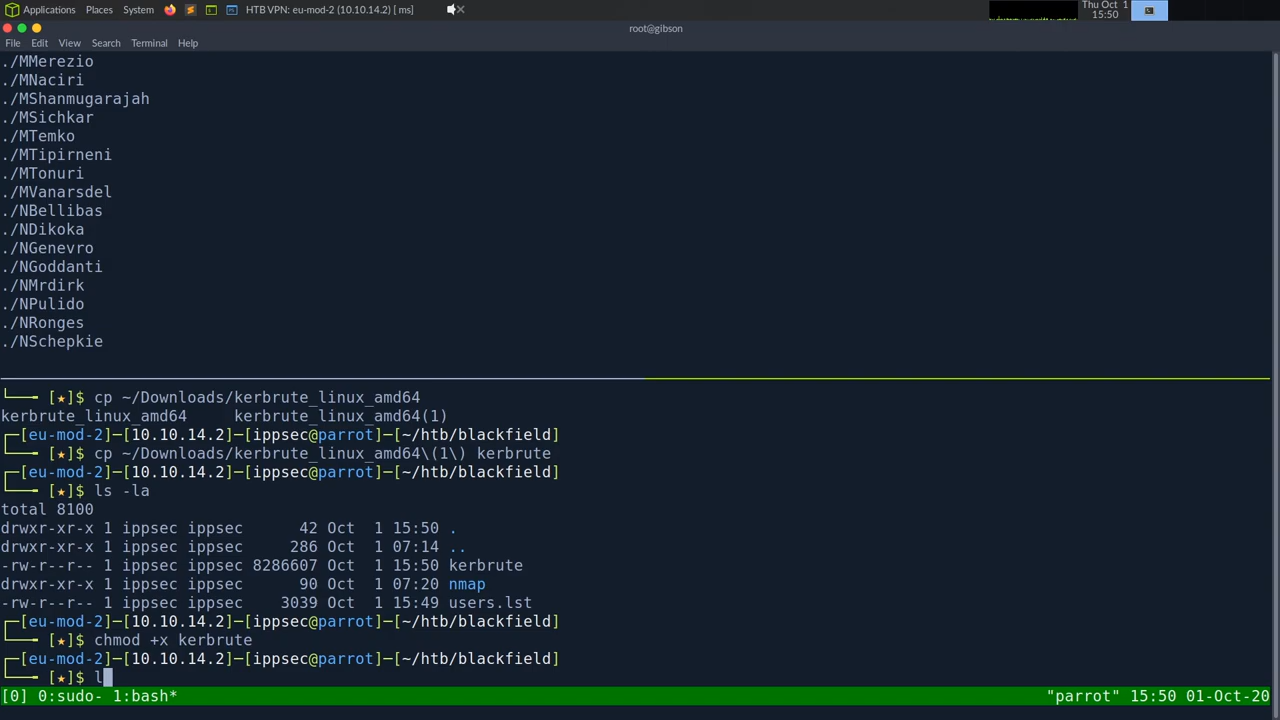 Applications Places System HTB VPN: eu-mod-2 (10.10.14.2) [ ms] Thu Oct 1
15:50
root@gibson
File Edit View Search Terminal Help
./MMerezio
./MNaciri
./MShanmugarajah
./MSichkar
./MTemko
./MTipirneni
./MTonuri
./MVanarsdel
./NBellibas
./NDikoka
./NGenevro
./NGoddanti
./NMrdirk
./NPulido
./NRonges
./NSchepkie
└──╼ [★]$ cp ~/Downloads/kerbrute_linux_amd64
kerbrute_linux_amd64     kerbrute_linux_amd64(1)
┌─[eu-mod-2]─[10.10.14.2]─[ippsec@parrot]─[~/htb/blackfield]
└──╼ [★]$ cp ~/Downloads/kerbrute_linux_amd64\(1\) kerbrute
┌─[eu-mod-2]─[10.10.14.2]─[ippsec@parrot]─[~/htb/blackfield]
└──╼ [★]$ ls -la
total 8100
drwxr-xr-x 1 ippsec ippsec      42 Oct  1 15:50 .
drwxr-xr-x 1 ippsec ippsec     286 Oct  1 07:14 ..
-rw-r--r-- 1 ippsec ippsec 8286607 Oct  1 15:50 kerbrute
drwxr-xr-x 1 ippsec ippsec      90 Oct  1 07:20 nmap
-rw-r--r-- 1 ippsec ippsec    3039 Oct  1 15:49 users.lst
┌─[eu-mod-2]─[10.10.14.2]─[ippsec@parrot]─[~/htb/blackfield]
└──╼ [★]$ chmod +x kerbrute
┌─[eu-mod-2]─[10.10.14.2]─[ippsec@parrot]─[~/htb/blackfield]
└──╼ [★]$ l
[0] 0:sudo- 1:bash* "parrot" 15:50 01-Oct-20